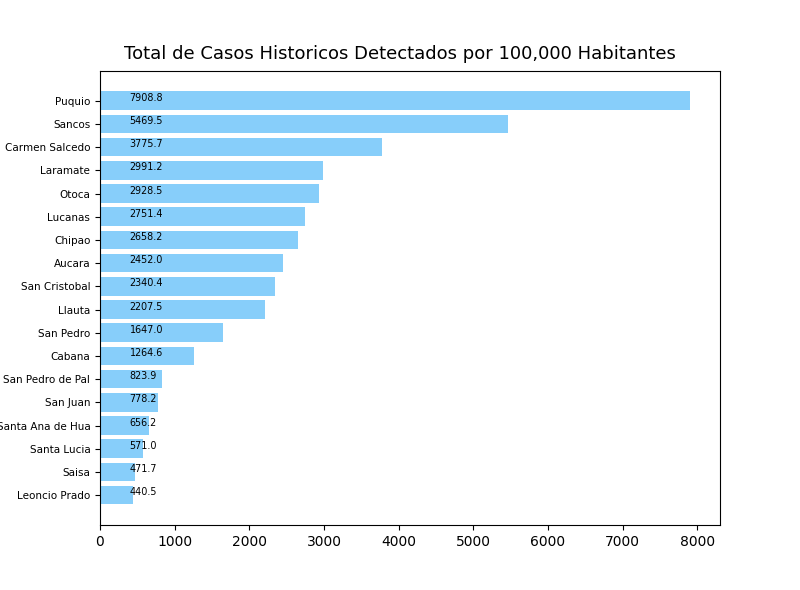 Total de Casos Historicos Detectados por 100,000 Habitantes
Puquio 7908.8
Sancos 5469.5
Carmen Salcedo 3775.7
Laramate 2991.2
Otoca 2928.5
Lucanas 2751.4
Chipao 2658.2
Aucara 2452.0
San Cristobal 2340.4
Llauta 2207.5
San Pedro 1647.0
Cabana 1264.6
San Pedro de Pal 823.9
San Juan 778.2
Santa Ana de Hua 656.2
Santa Lucia 571.0
Saisa 471.7
Leoncio Prado 440.5
0 1000 2000 3000 4000 5000 6000 7000 8000